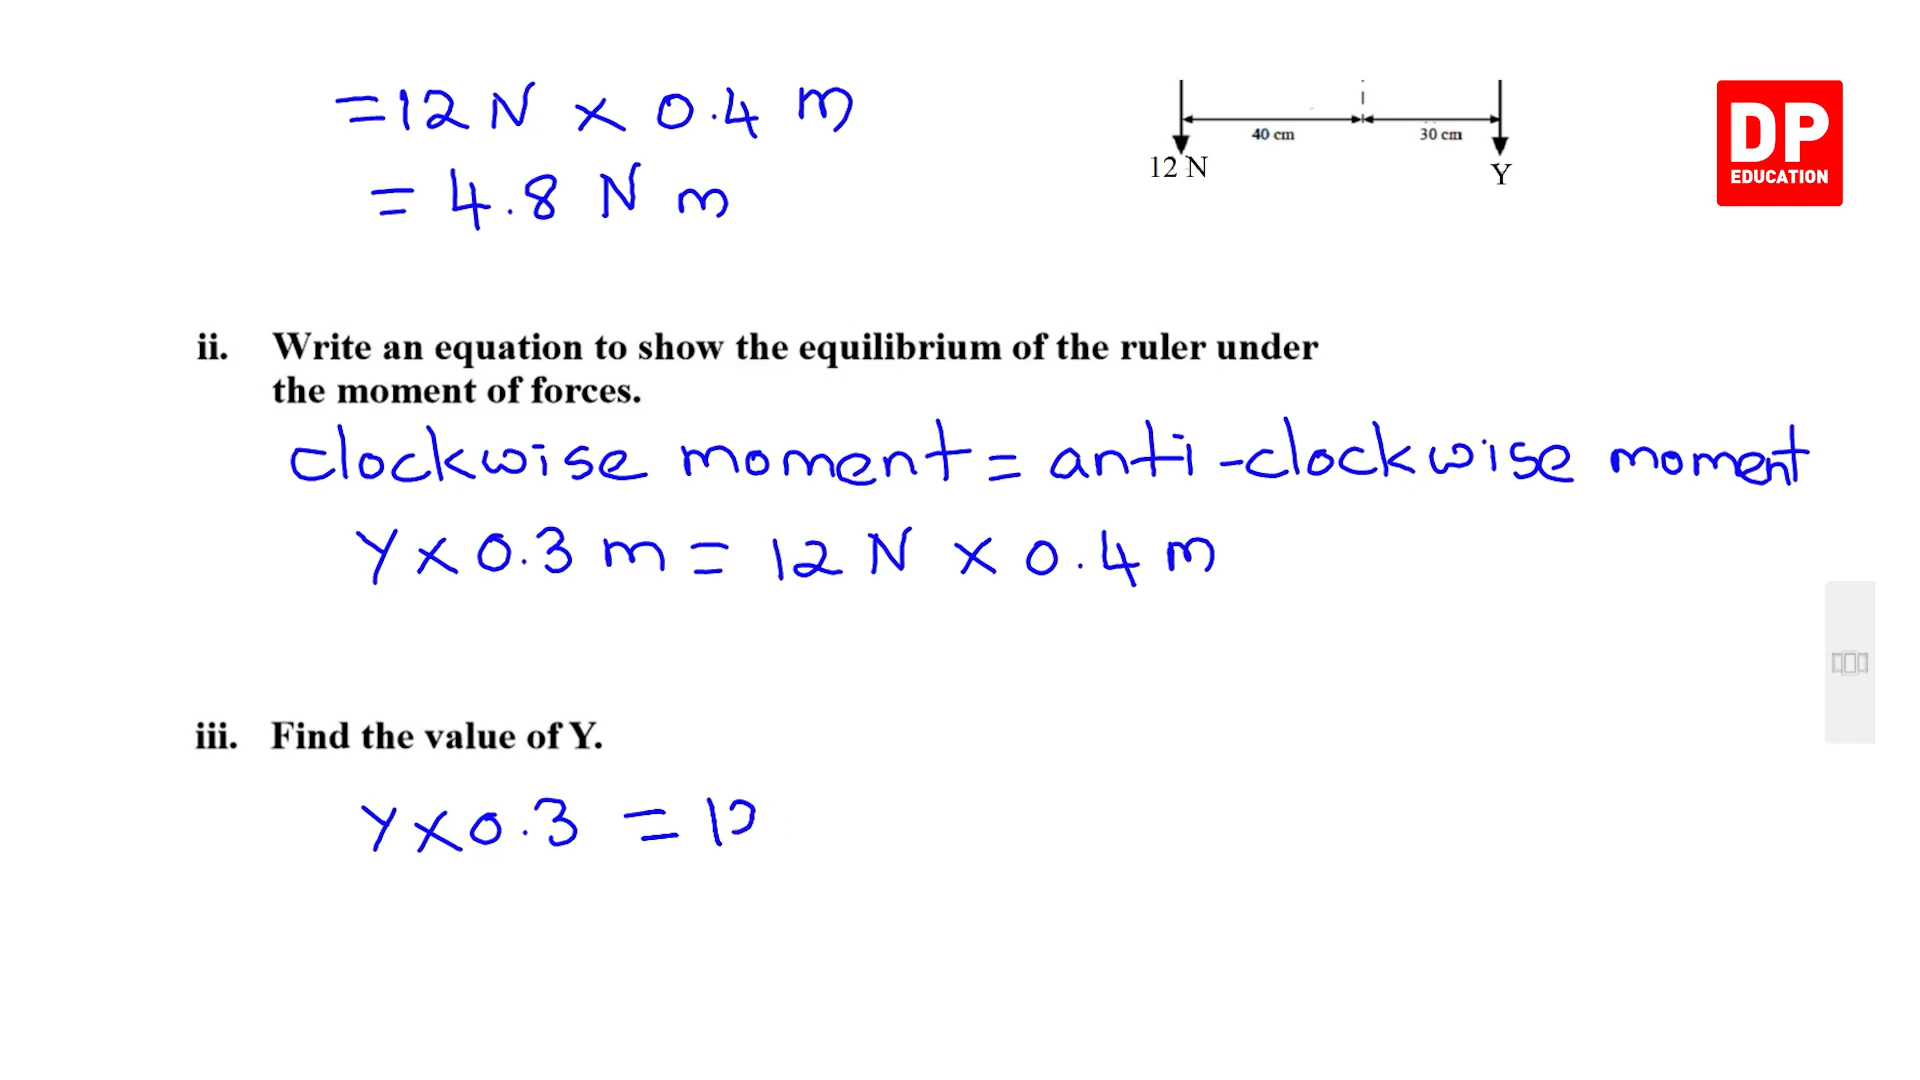 = 12 N × 0.4 m
= 4.8 N m
40 cm
30 cm
12 N
Y
DP
EDUCATION
ii. Write an equation to show the equilibrium of the ruler under
the moment of forces.
clockwise moment = anti-clockwise moment
Y × 0.3 m = 12 N × 0.4 m
iii. Find the value of Y.
Y × 0.3 = 12